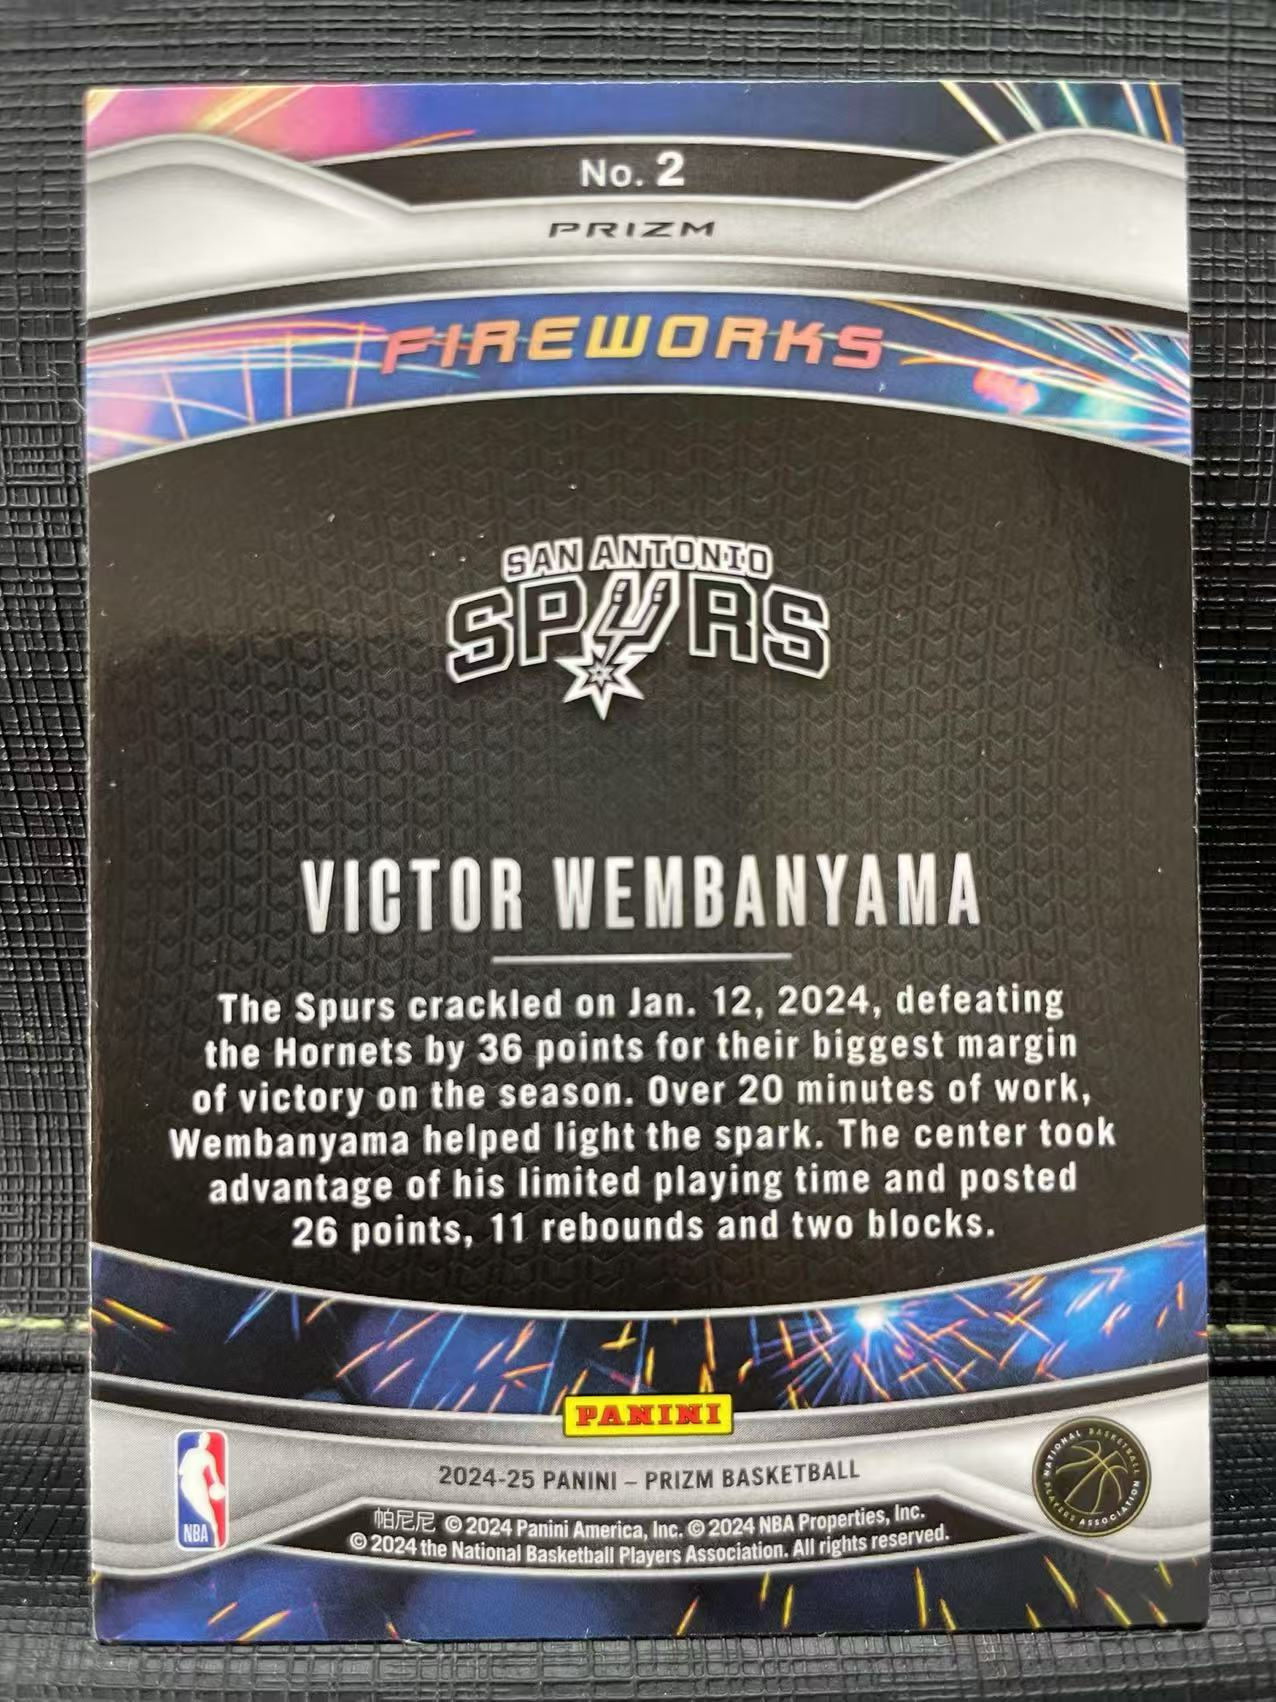 No. 2
PRIZM
FIREWORKS
SAN ANTONIO
SPURS
VICTOR WEMBANYAMA
The Spurs crackled on Jan. 12, 2024, defeating
the Hornets by 36 points for their biggest margin
of victory on the season. Over 20 minutes of work,
Wembanyama helped light the spark. The center took
advantage of his limited playing time and posted
26 points, 11 rebounds and two blocks.
PANINI
2024-25 PANINI – PRIZM BASKETBALL
帕尼尼 © 2024 Panini America, Inc. © 2024 NBA Properties, Inc.
© 2024 the National Basketball Players Association. All rights reserved.
NBA
NATIONAL BASKETBALL
PLAYERS ASSOCIATION